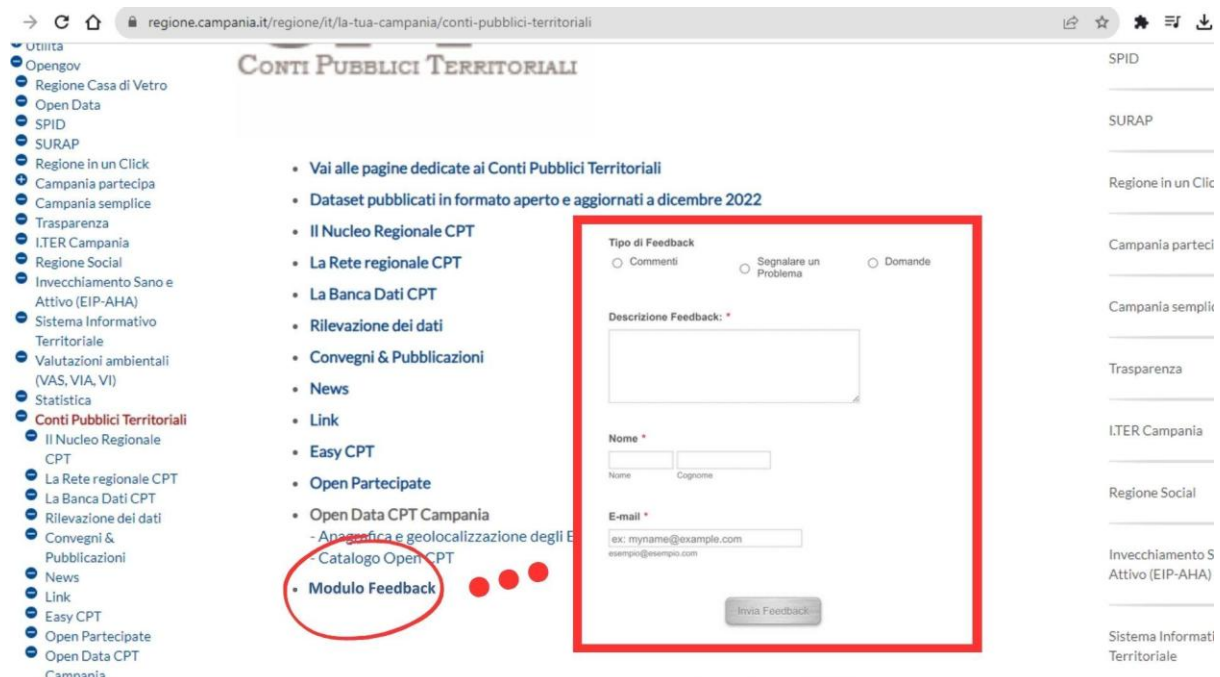 regione.campania.it/regione/it/la-tua-campania/conti-pubblici-territoriali
Utilità
Opengov
Regione Casa di Vetro
Open Data
SPID
SURAP
Regione in un Click
Campania partecipa
Campania semplice
Trasparenza
I.TER Campania
Regione Social
Invecchiamento Sano e
Attivo (EIP-AHA)
Sistema Informativo
Territoriale
Valutazioni ambientali
(VAS, VIA, VI)
Statistica
Conti Pubblici Territoriali
Il Nucleo Regionale
CPT
La Rete regionale CPT
La Banca Dati CPT
Rilevazione dei dati
Convegni &
Pubblicazioni
News
Link
Easy CPT
Open Partecipate
Open Data CPT
Campania
CONTI PUBBLICI TERRITORIALI
• Vai alle pagine dedicate ai Conti Pubblici Territoriali
• Dataset pubblicati in formato aperto e aggiornati a dicembre 2022
• Il Nucleo Regionale CPT
• La Rete regionale CPT
• La Banca Dati CPT
• Rilevazione dei dati
• Convegni & Pubblicazioni
• News
• Link
• Easy CPT
• Open Partecipate
• Open Data CPT Campania
- Anagrafica e geolocalizzazione degli E
- Catalogo Open CPT
• Modulo Feedback
Tipo di Feedback
Commenti
Segnalare un
Problema
Domande
Descrizione Feedback: *
Nome *
Nome Cognome
E-mail *
ex: myname@example.com
esempio@esempio.com
Invia Feedback
SPID
SURAP
Regione in un Clic
Campania parteci
Campania semplic
Trasparenza
I.TER Campania
Regione Social
Invecchiamento S
Attivo (EIP-AHA)
Sistema Informati
Territoriale